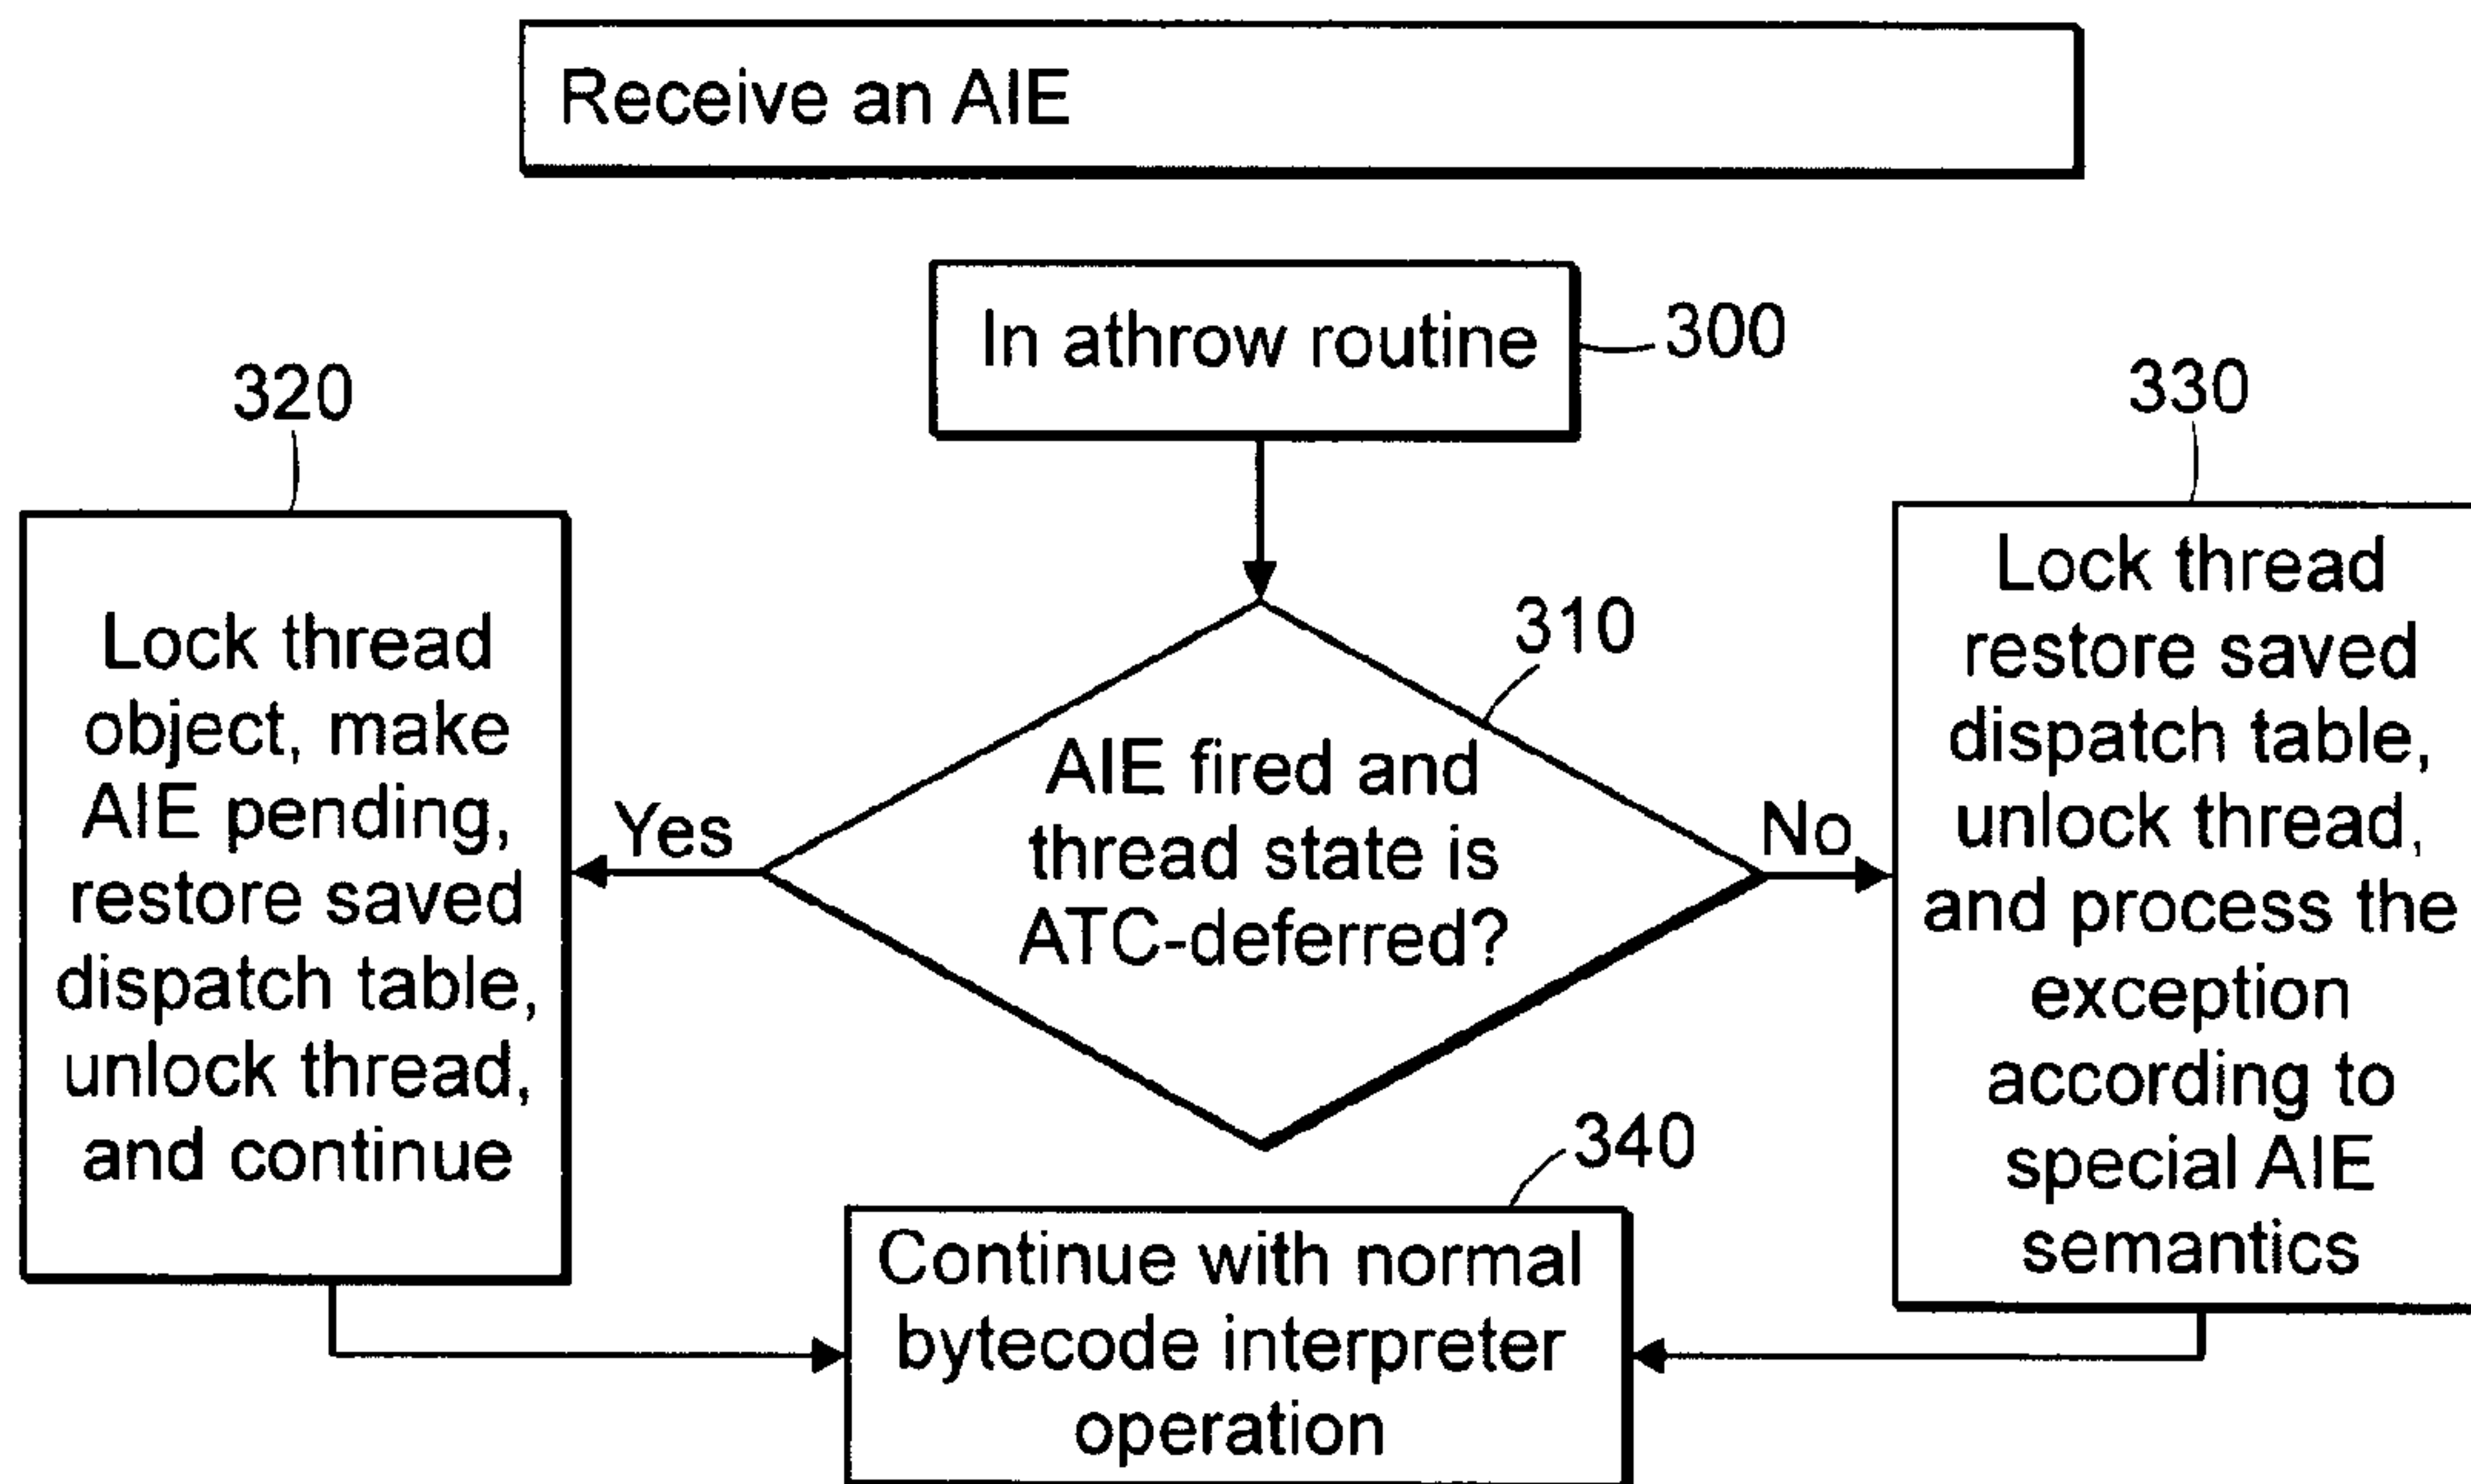 Receive an AIE
In athrow routine
300
320
330
310
Lock thread
object, make
AIE pending,
restore saved
dispatch table,
unlock thread,
and continue
Yes
AIE fired and
thread state is
ATC-deferred?
No
Lock thread
restore saved
dispatch table,
unlock thread,
and process the
exception
according to
special AIE
semantics
340
Continue with normal
bytecode interpreter
operation